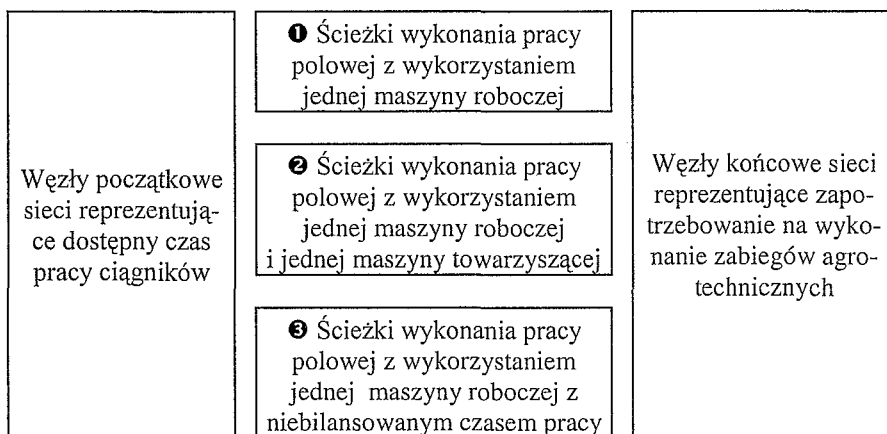 Węzły początkowe
sieci reprezentują-
ce dostępny czas
pracy ciągników
❶ Ścieżki wykonania pracy
polowej z wykorzystaniem
jednej maszyny roboczej
❷ Ścieżki wykonania pracy
polowej z wykorzystaniem
jednej maszyny roboczej
i jednej maszyny towarzyszącej
❸ Ścieżki wykonania pracy
polowej z wykorzystaniem
jednej maszyny roboczej z
niebilansowanym czasem pracy
Węzły końcowe sieci
reprezentujące zapo-
trzebowanie na wyko-
nanie zabiegów agro-
technicznych